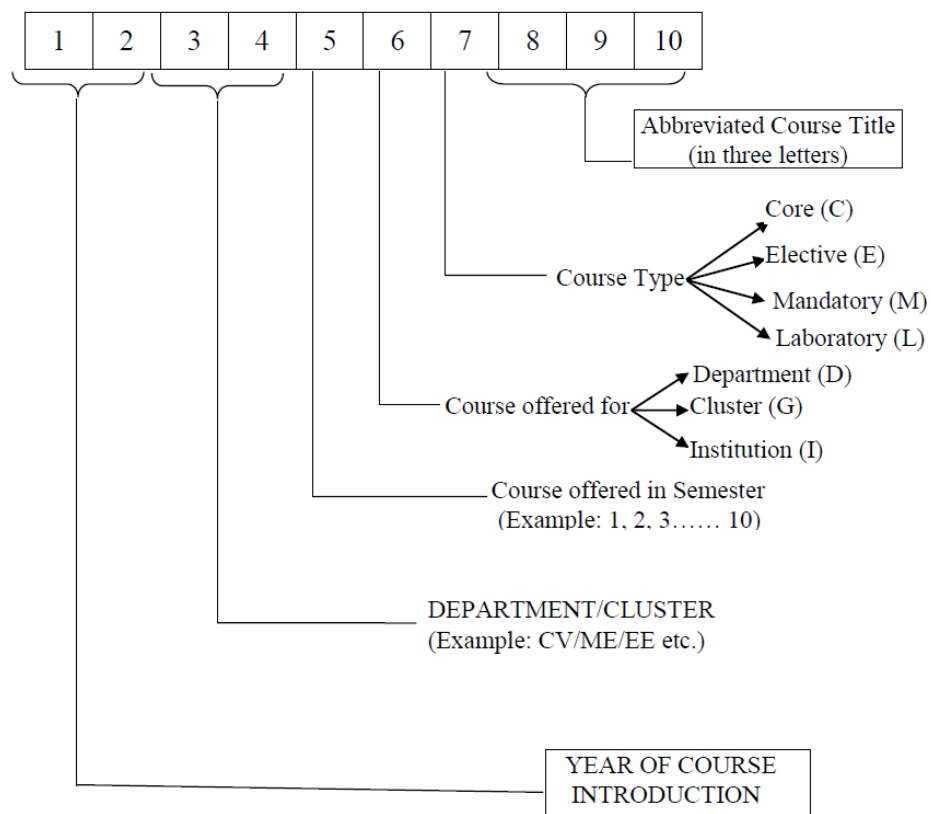 1 2 3 4 5 6 7 8 9 10
Abbreviated Course Title
(in three letters)
Core (C)
Elective (E)
Course Type
Mandatory (M)
Laboratory (L)
Department (D)
Course offered for
Cluster (G)
Institution (I)
Course offered in Semester
(Example: 1, 2, 3…… 10)
DEPARTMENT/CLUSTER
(Example: CV/ME/EE etc.)
YEAR OF COURSE
INTRODUCTION